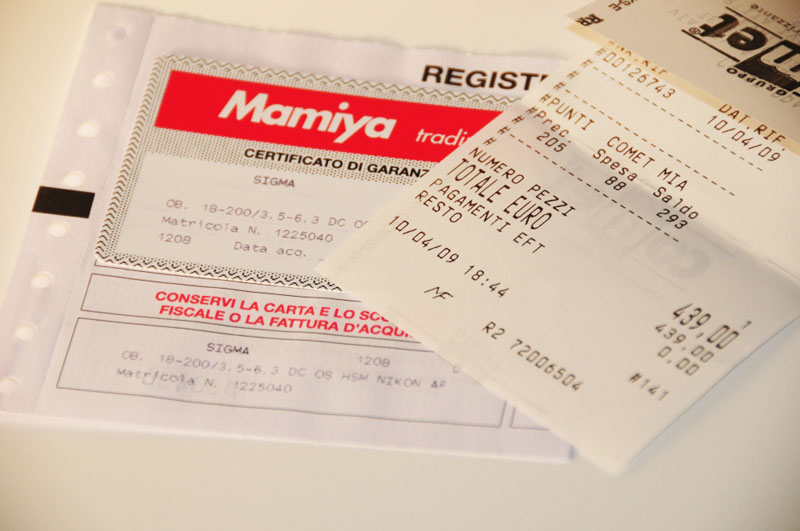 REGIST
Mamiya tradi
CERTIFICATO DI GARANZ
SIGMA
OB. 18-200/3.5-6.3 DC OS
Matricola N. 1225040
1208 Data acq.
CONSERVI LA CARTA E LO SCO
FISCALE O LA FATTURA D'ACQU
SIGMA 1208
OB. 18-200/3.5-6.3 DC OS HSM NIKON AF
Matricola N. 1225040
GRUPPO
DAT.RIF
00126743 10/04/09
PUNTI COMET MIA
Prec. Spesa Saldo
205 88 293
NUMERO PEZZI 1
TOTALE EURO 439,00
PAGAMENTI EFT 439,00
RESTO 0.00
10/04/09 18:44 #141
R2 72006504